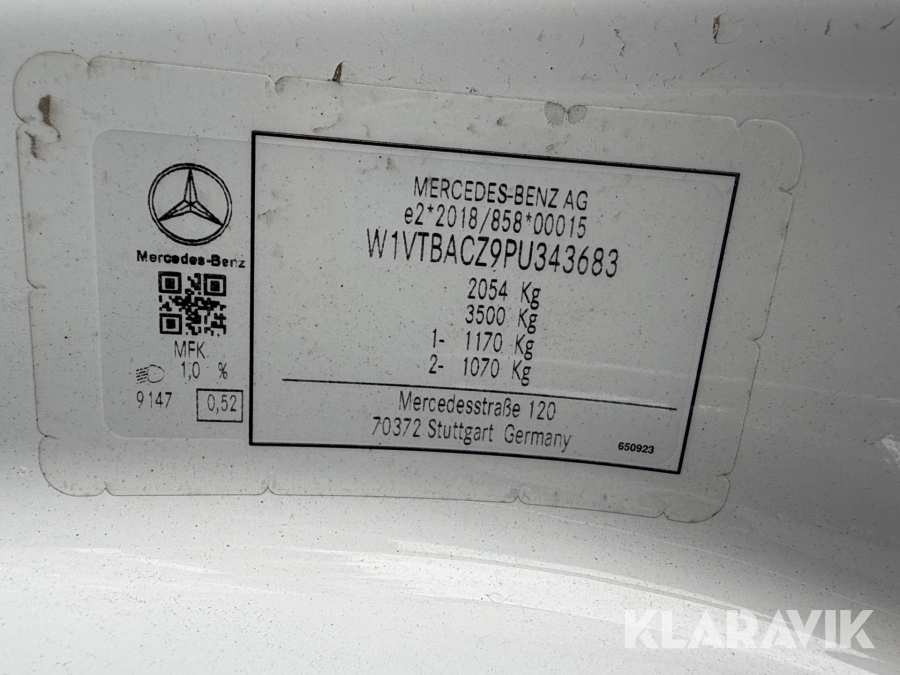 MERCEDES-BENZ AG
e2*2018/858*00015
W1VTBACZ9PU343683
2054 Kg
3500 Kg
1- 1170 Kg
2- 1070 Kg
Mercedesstraße 120
70372 Stuttgart Germany
650923
Mercedes-Benz
MFK
1,0 %
9147 0,52
KLARAVIK